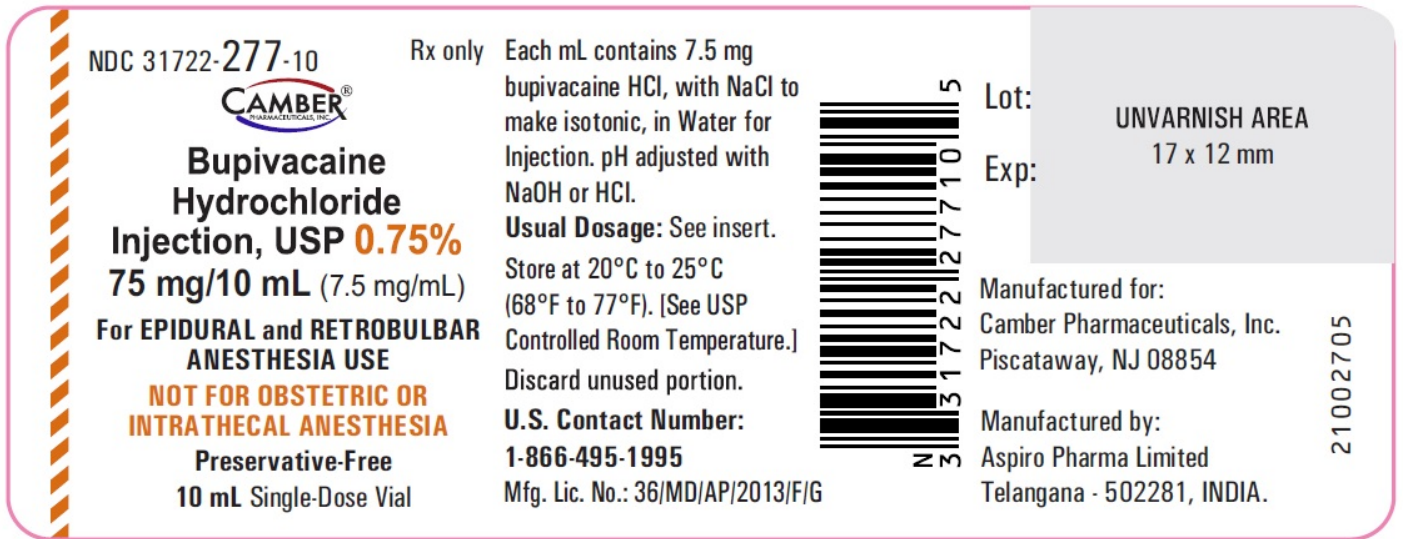 NDC 31722-277-10
Rx only
CAMBER®
PHARMACEUTICALS, INC.
Bupivacaine
Hydrochloride
Injection, USP 0.75%
75 mg/10 mL (7.5 mg/mL)
For EPIDURAL and RETROBULBAR
ANESTHESIA USE
NOT FOR OBSTETRIC OR
INTRATHECAL ANESTHESIA
Preservative-Free
10 mL Single-Dose Vial
Each mL contains 7.5 mg
bupivacaine HCl, with NaCl to
make isotonic, in Water for
Injection. pH adjusted with
NaOH or HCl.
Usual Dosage: See insert.
Store at 20°C to 25°C
(68°F to 77°F). [See USP
Controlled Room Temperature.]
Discard unused portion.
U.S. Contact Number:
1-866-495-1995
Mfg. Lic. No.: 36/MD/AP/2013/F/G
N 3 31722 27710 5
Lot:
Exp:
UNVARNISH AREA
17 x 12 mm
Manufactured for:
Camber Pharmaceuticals, Inc.
Piscataway, NJ 08854
Manufactured by:
Aspiro Pharma Limited
Telangana - 502281, INDIA.
21002705